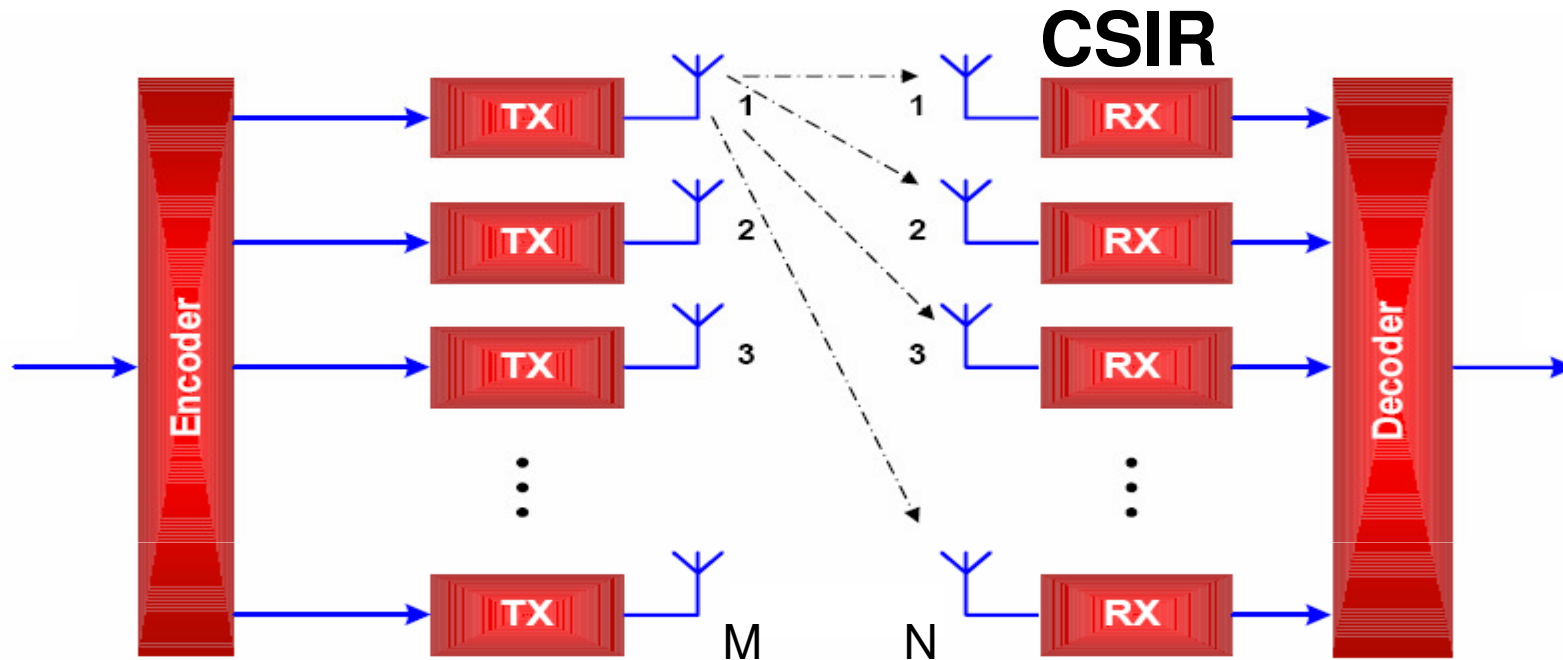 CSIR
TX 1 1 RX
TX 2 2 RX
Encoder TX 3 3 RX Decoder
TX M N RX